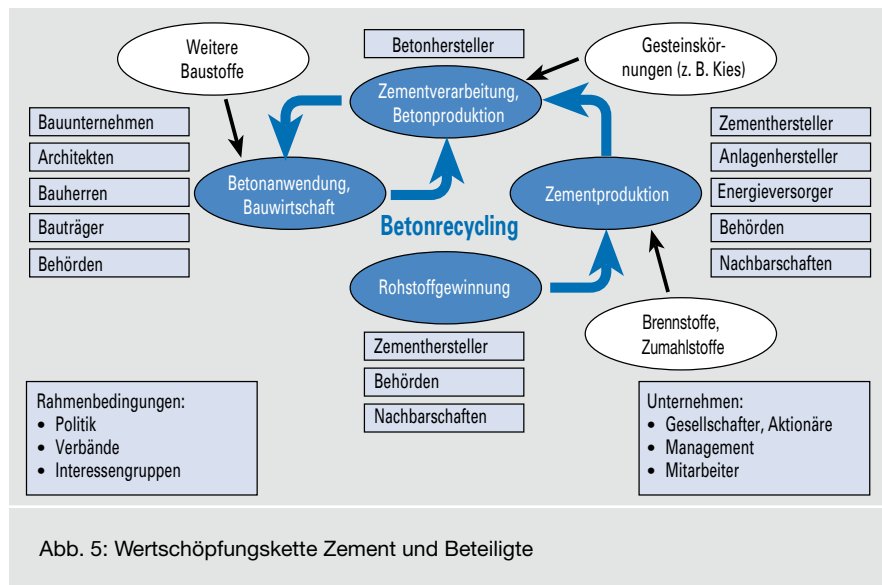 Weitere
Baustoffe
Betonhersteller
Gesteinskör-
nungen (z. B. Kies)
Zementverarbeitung,
Betonproduktion
Bauunternehmen
Architekten
Bauherren
Bauträger
Behörden
Betonanwendung,
Bauwirtschaft
Betonrecycling
Zementproduktion
Zementhersteller
Anlagenhersteller
Energieversorger
Behörden
Nachbarschaften
Rohstoffgewinnung
Zementhersteller
Behörden
Nachbarschaften
Brennstoffe,
Zumahlstoffe
Rahmenbedingungen:
• Politik
• Verbände
• Interessengruppen
Unternehmen:
• Gesellschafter, Aktionäre
• Management
• Mitarbeiter
Abb. 5: Wertschöpfungskette Zement und Beteiligte